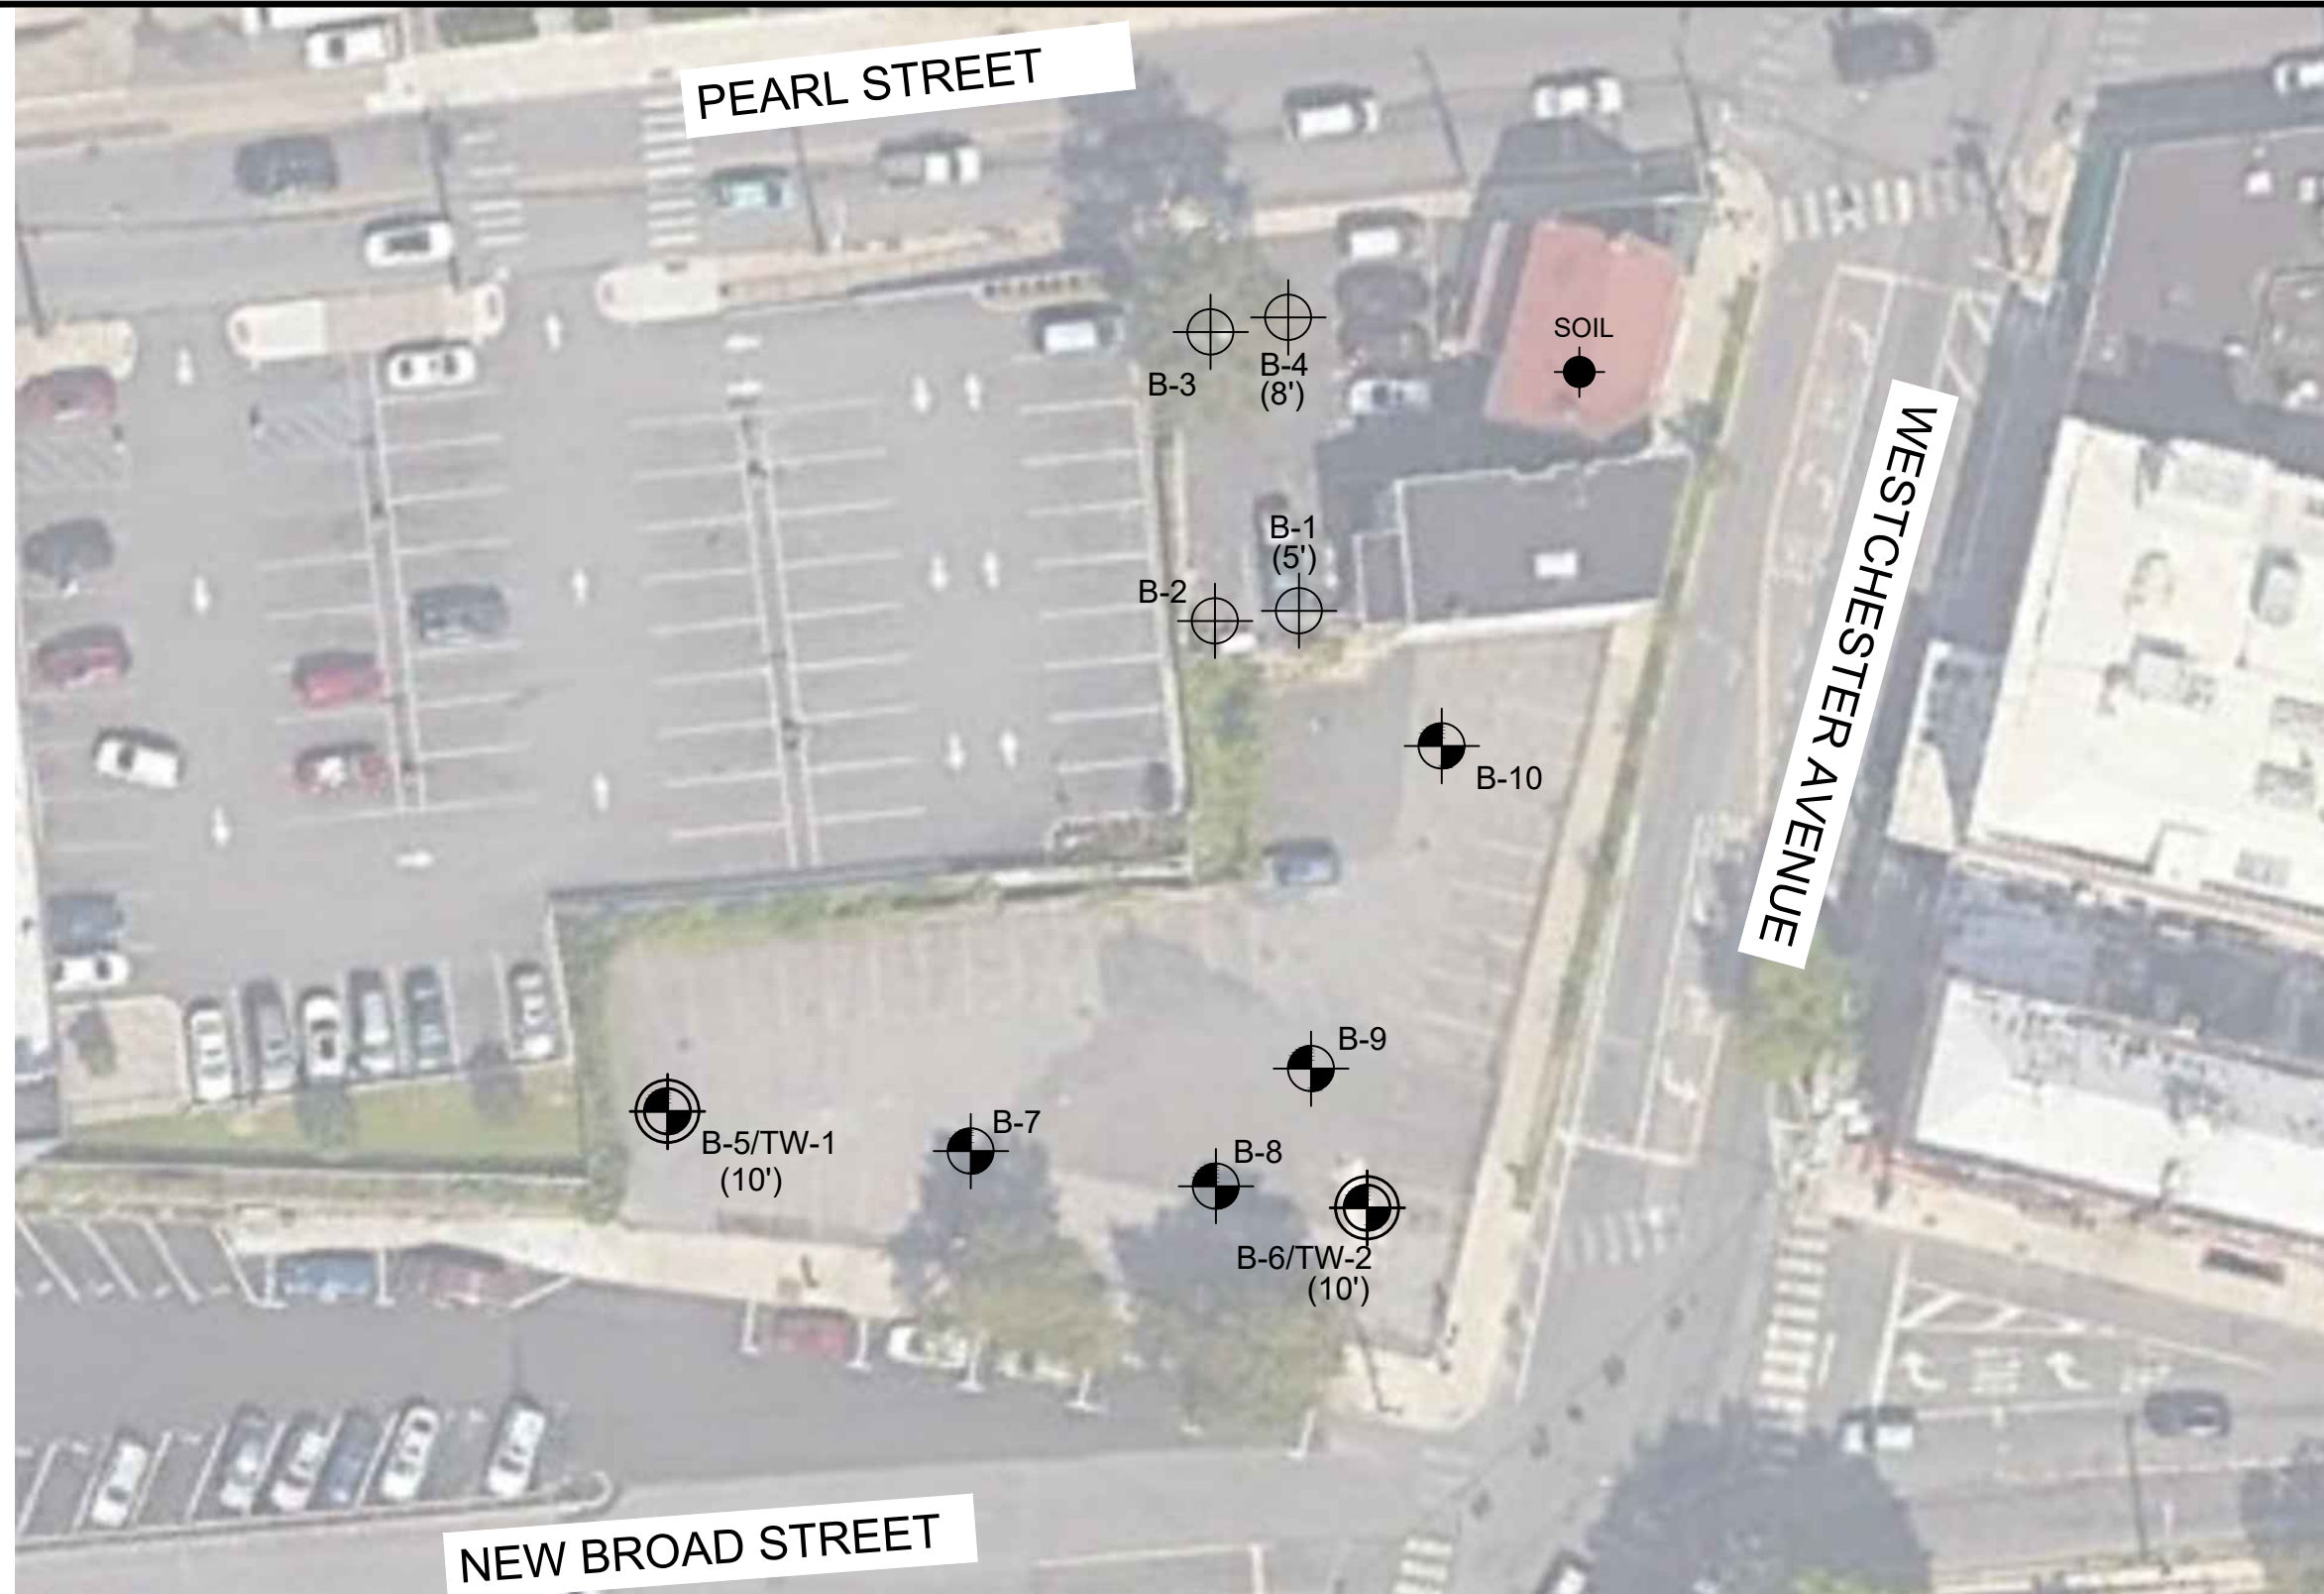 PEARL STREET
SOIL
B-3
B-4
(8')
WESTCHESTER AVENUE
B-1
(5')
B-2
B-10
B-9
B-7
B-5/TW-1
(10')
B-8
B-6/TW-2
(10')
NEW BROAD STREET